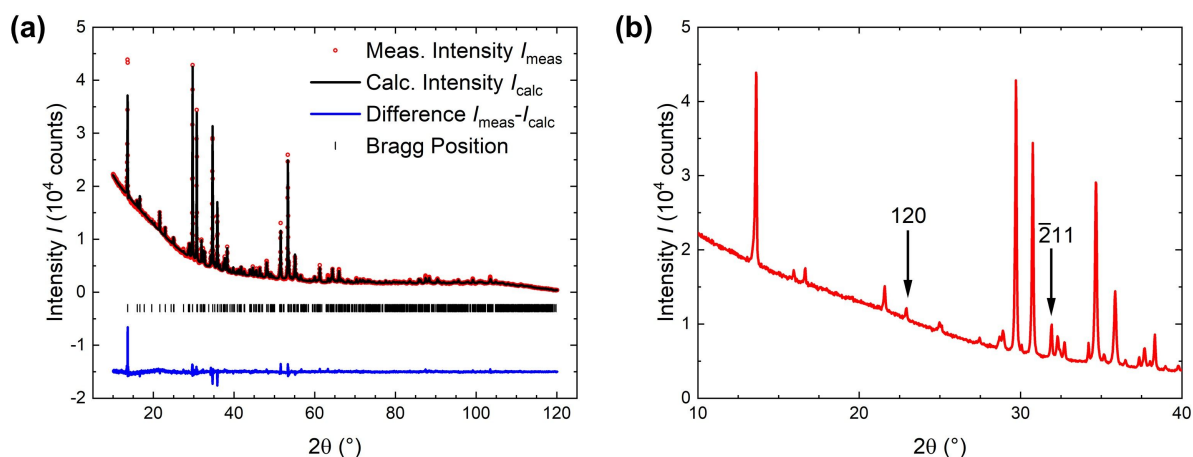 (a)
5
4
3
2
1
0
-1
-2
Intensity I (10⁴ counts)
Meas. Intensity Imeas
Calc. Intensity Icalc
Difference Imeas-Icalc
Bragg Position
20 40 60 80 100 120
2θ (°)
(b)
5
4
3
2
1
0
Intensity I (10⁴ counts)
120
2̅11
10 20 30 40
2θ (°)